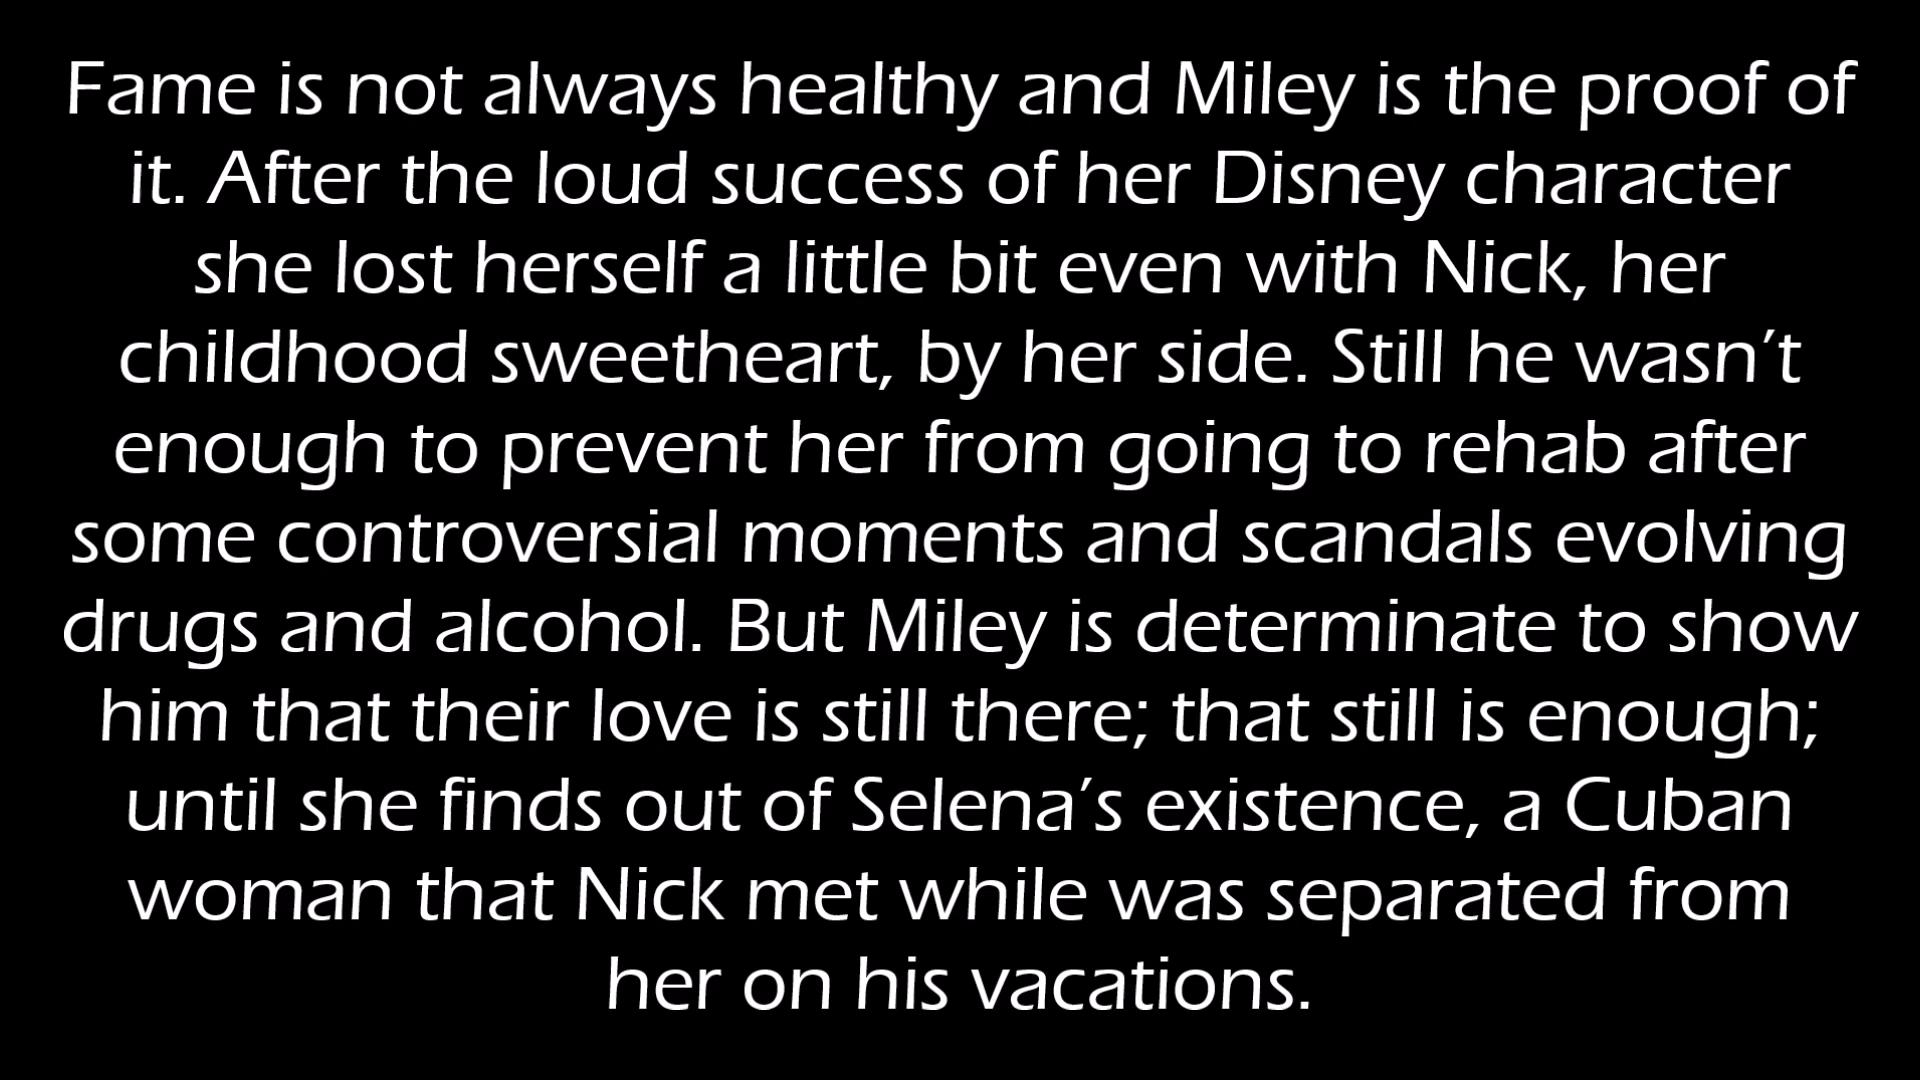 Fame is not always healthy and Miley is the proof of
it. After the loud success of her Disney character
she lost herself a little bit even with Nick, her
childhood sweetheart, by her side. Still he wasn’t
enough to prevent her from going to rehab after
some controversial moments and scandals evolving
drugs and alcohol. But Miley is determinate to show
him that their love is still there; that still is enough;
until she finds out of Selena’s existence, a Cuban
woman that Nick met while was separated from
her on his vacations.